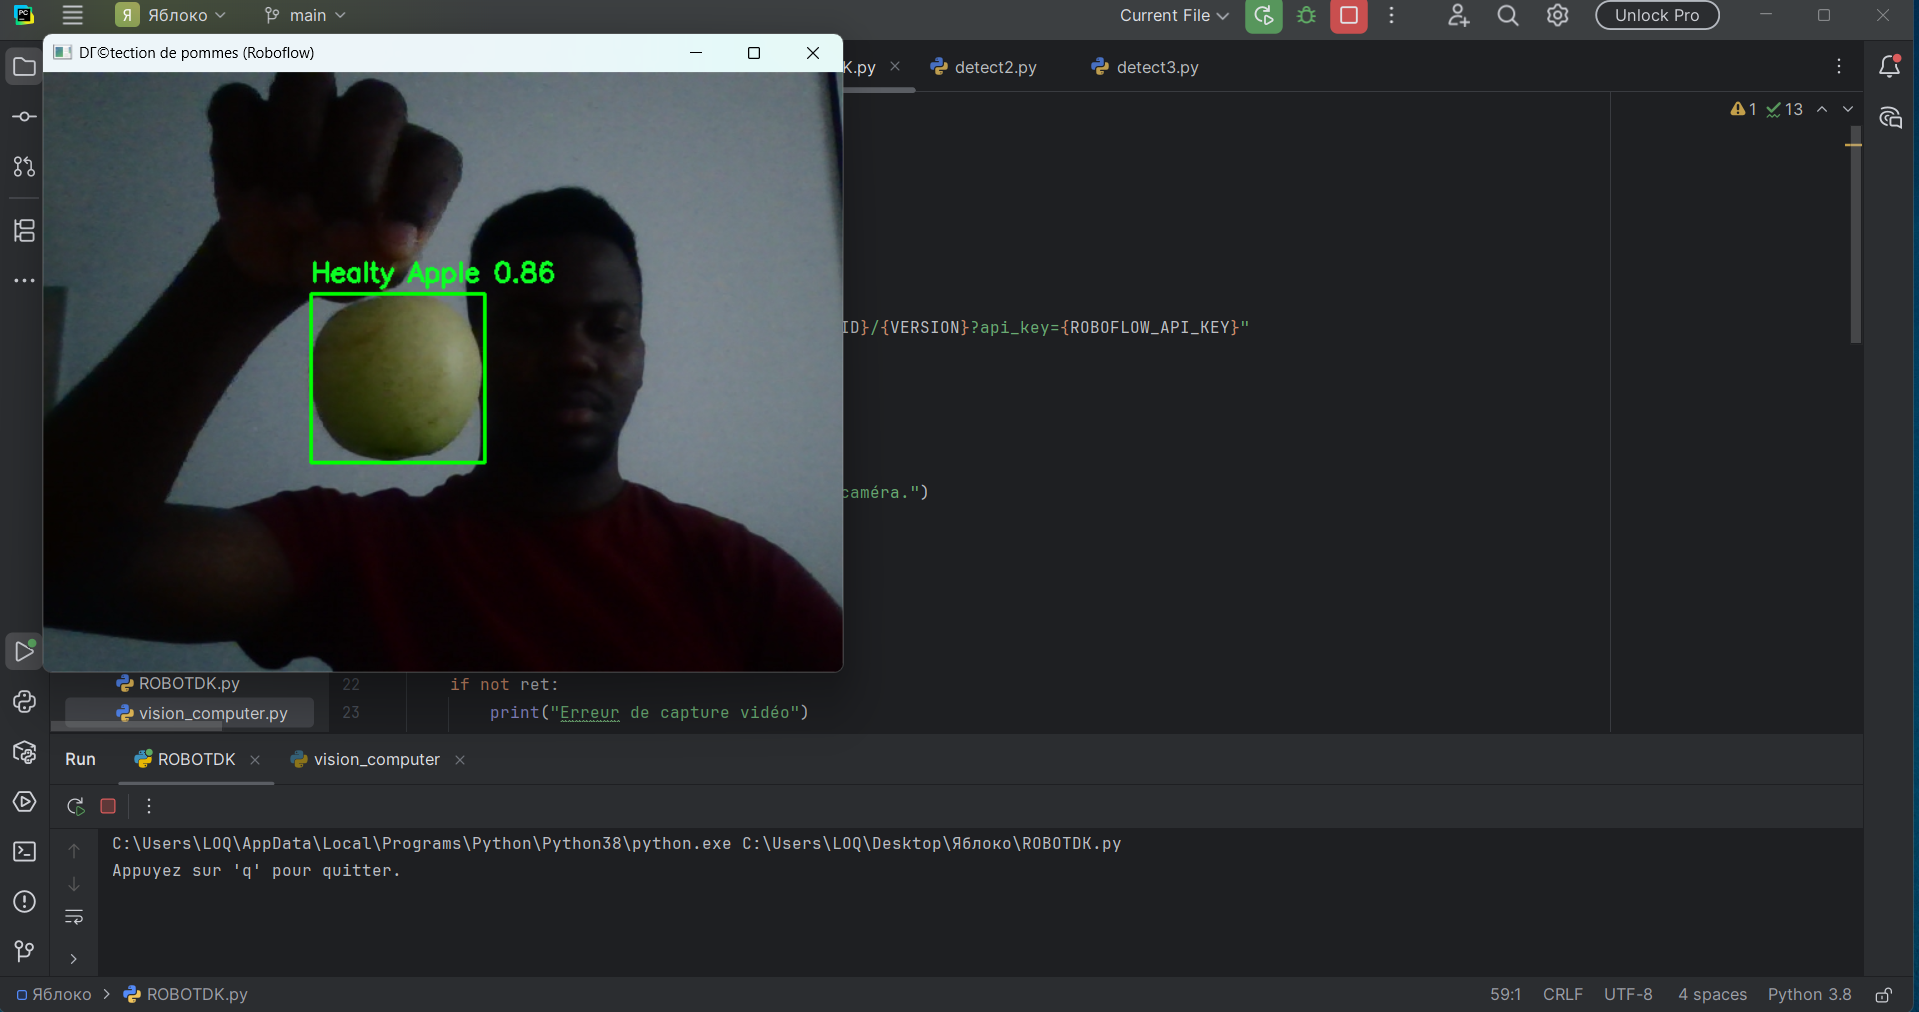 PC
Я Яблоко
main
Current File
Unlock Pro
DГ©tection de pommes (Roboflow)
K.py
detect2.py
detect3.py
1
13
Healty Apple 0.86
ID}/{VERSION}?api_key={ROBOFLOW_API_KEY}"
caméra.")
ROBOTDK.py
22 if not ret:
vision_computer.py
23 print("Erreur de capture vidéo")
Run
ROBOTDK
vision_computer
C:\Users\LOQ\AppData\Local\Programs\Python\Python38\python.exe C:\Users\LOQ\Desktop\Яблоко\ROBOTDK.py
Appuyez sur 'q' pour quitter.
Яблоко > ROBOTDK.py
59:1 CRLF UTF-8 4 spaces Python 3.8